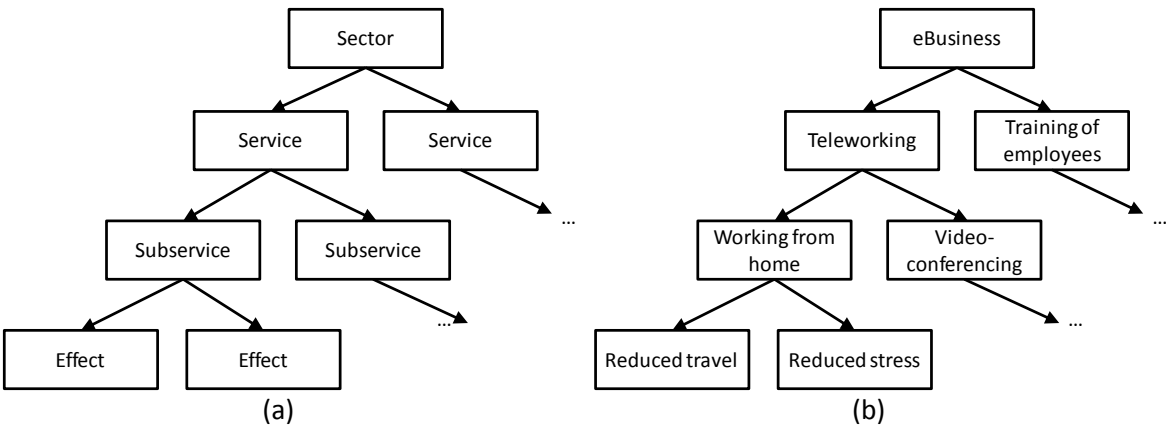 Sector
Service
Service
...
Subservice
Subservice
...
Effect
Effect
(a)
eBusiness
Teleworking
Training of
employees
...
Working from
home
Video-
conferencing
...
Reduced travel
Reduced stress
(b)